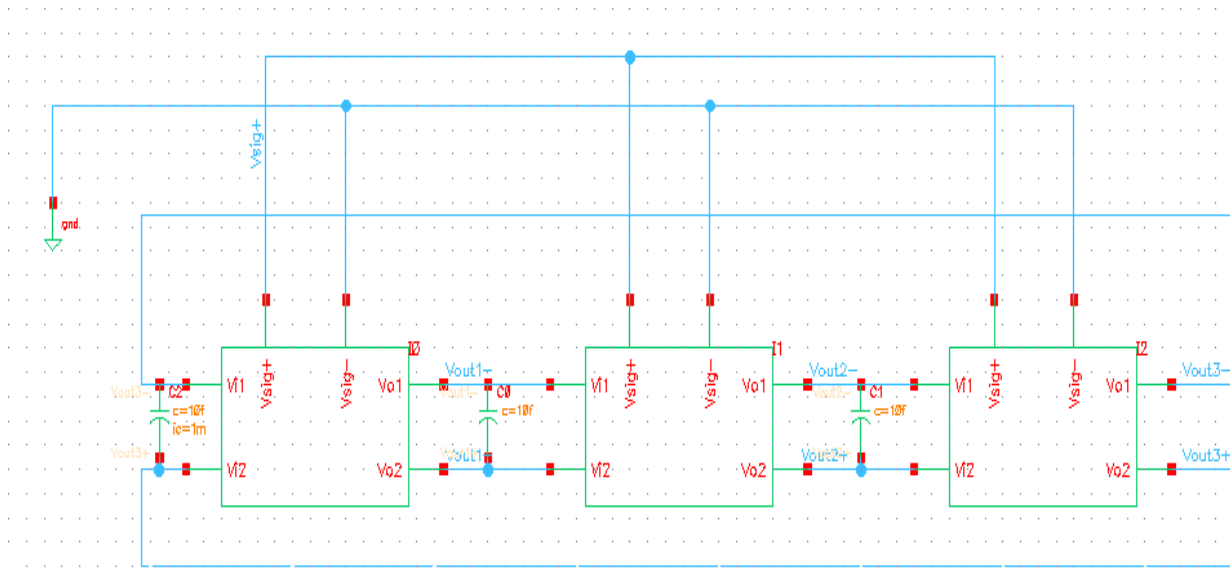 Vsig+
gnd
I0
I1
I2
Vsig+
Vsig-
Vsig+
Vsig-
Vsig+
Vsig-
Vout3-
C2
Vi1
Vo1
Vout1-
Vout1-
C0
Vi1
Vo1
Vout2-
Vout2-
C1
Vi1
Vo1
Vout3-
c=10f
ic=1m
c=10f
c=10f
Vout3+
Vi2
Vo2
Vout1+
Vi2
Vo2
Vout2+
Vi2
Vo2
Vout3+